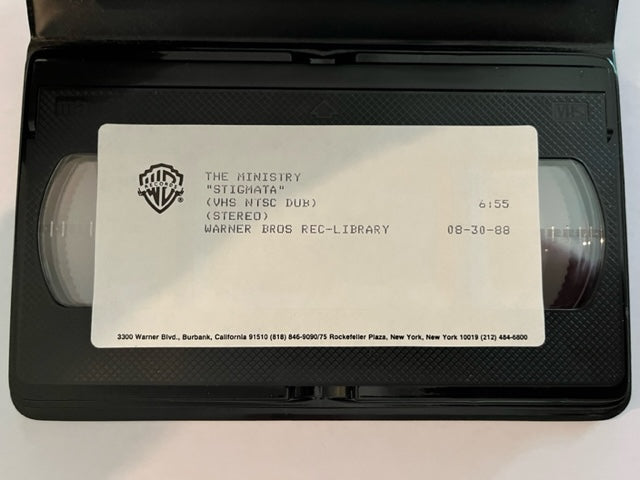 VHS
RECORDS
®
THE MINISTRY
"STIGMATA"
(VHS NTSC DUB) 6:55
(STEREO)
WARNER BROS REC-LIBRARY 08-30-88
3300 Warner Blvd., Burbank, California 91510 (818) 846-9090/75 Rockefeller Plaza, New York, New York 10019 (212) 484-6800